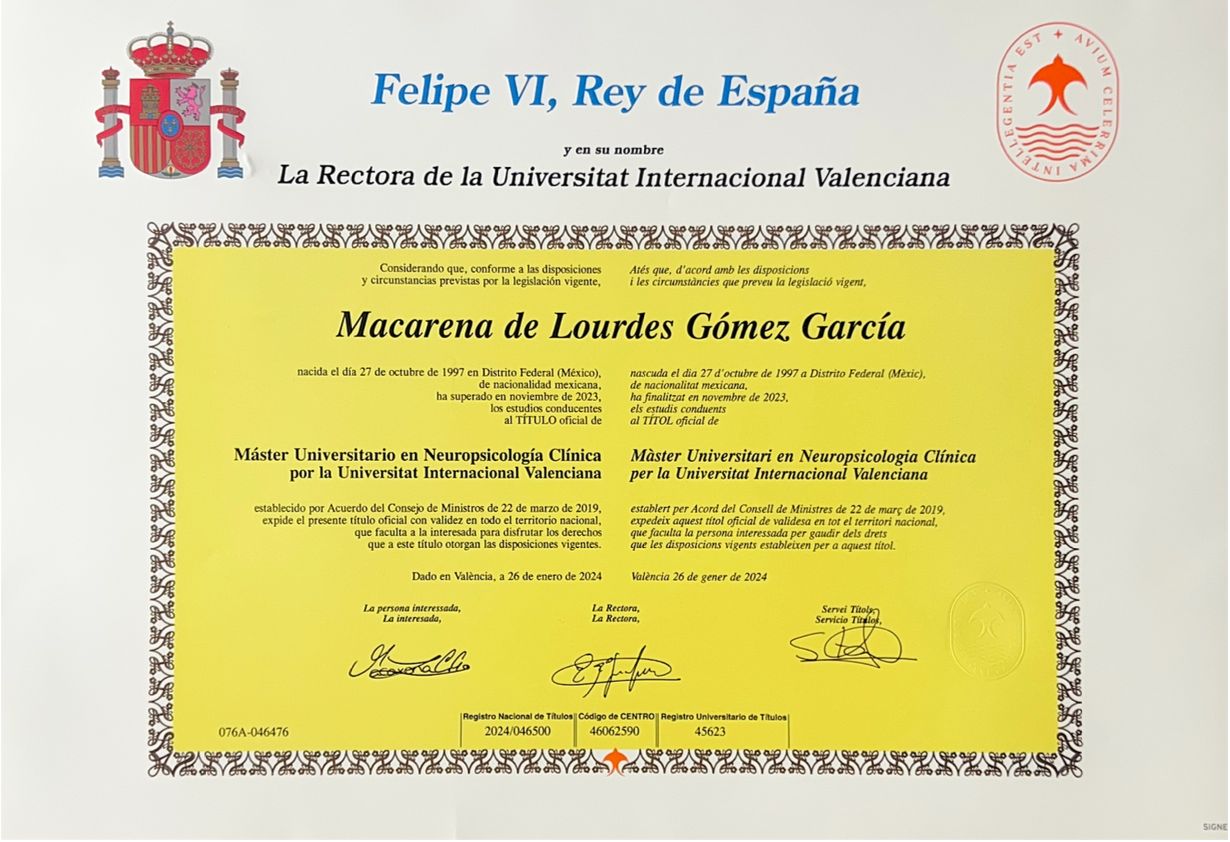 Felipe VI, Rey de España
INTELLEGENTIA EST ✦ AVIUM CELERRIMA
y en su nombre
La Rectora de la Universitat Internacional Valenciana
Considerando que, conforme a las disposiciones
y circunstancias previstas por la legislación vigente,
Atés que, d'acord amb les disposicions
i les circumstàncies que preveu la legislació vigent,
Macarena de Lourdes Gómez García
nacida el día 27 de octubre de 1997 en Distrito Federal (México),
de nacionalidad mexicana,
ha superado en noviembre de 2023,
los estudios conducentes
al TÍTULO oficial de
nascuda el dia 27 d'octubre de 1997 a Distrito Federal (Mèxic),
de nacionalitat mexicana,
ha finalitzat en novembre de 2023,
els estudis conduents
al TÍTOL oficial de
Máster Universitario en Neuropsicología Clínica
por la Universitat Internacional Valenciana
Màster Universitari en Neuropsicologia Clínica
per la Universitat Internacional Valenciana
establecido por Acuerdo del Consejo de Ministros de 22 de marzo de 2019,
expide el presente título oficial con validez en todo el territorio nacional,
que faculta a la interesada para disfrutar los derechos
que a este título otorgan las disposiciones vigentes.
establert per Acord del Consell de Ministres de 22 de març de 2019,
expedeix aquest títol oficial de validesa en tot el territori nacional,
que faculta la persona interessada per gaudir dels drets
que les disposicions vigents estableixen per a aquest títol.
Dado en València, a 26 de enero de 2024
València 26 de gener de 2024
La persona interessada,
La interesada,
La Rectora,
La Rectora,
Servei Títols,
Servicio Títulos,
076A-046476
Registro Nacional de Títulos
2024/046500
Código de CENTRO
46062590
Registro Universitario de Títulos
45623
SIGNE